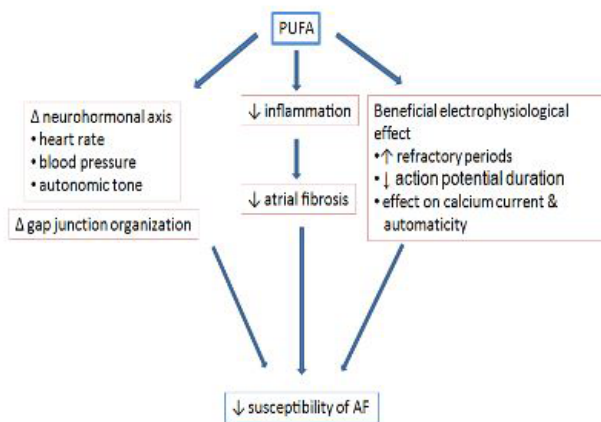 PUFA
Δ neurohormonal axis
• heart rate
• blood pressure
• autonomic tone
Δ gap junction organization
↓ inflammation
↓ atrial fibrosis
Beneficial electrophysiological
effect
•↑ refractory periods
•↓ action potential duration
• effect on calcium current &
automaticity
↓ susceptibility of AF